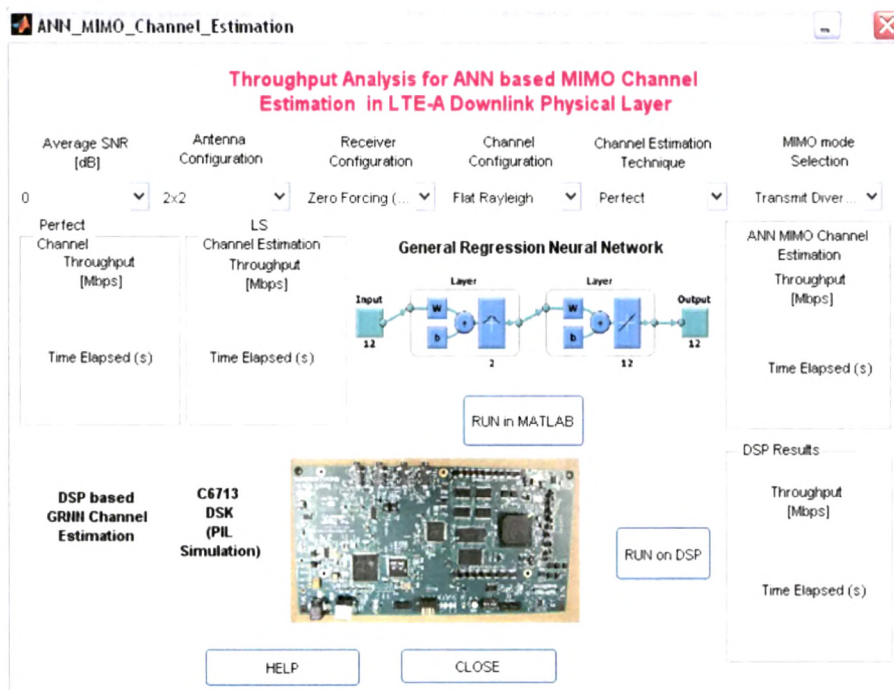 ANN_MIMO_Channel_Estimation
Throughput Analysis for ANN based MIMO Channel
Estimation in LTE-A Downlink Physical Layer
Average SNR
[dB]
Antenna
Configuration
Receiver
Configuration
Channel
Configuration
Channel Estimation
Technique
MIMO mode
Selection
0
2x2
Zero Forcing (...
Flat Rayleigh
Perfect
Transmit Diver...
Perfect
Channel
Throughput
[Mbps]
Time Elapsed (s)
LS
Channel Estimation
Throughput
[Mbps]
Time Elapsed (s)
General Regression Neural Network
Input
12
Layer
W
b
+
2
Layer
W
b
+
12
Output
12
ANN MIMO Channel
Estimation
Throughput
[Mbps]
Time Elapsed (s)
RUN in MATLAB
DSP based
GRNN Channel
Estimation
C6713
DSK
(PIL
Simulation)
RUN on DSP
DSP Results
Throughput
[Mbps]
Time Elapsed (s)
HELP
CLOSE